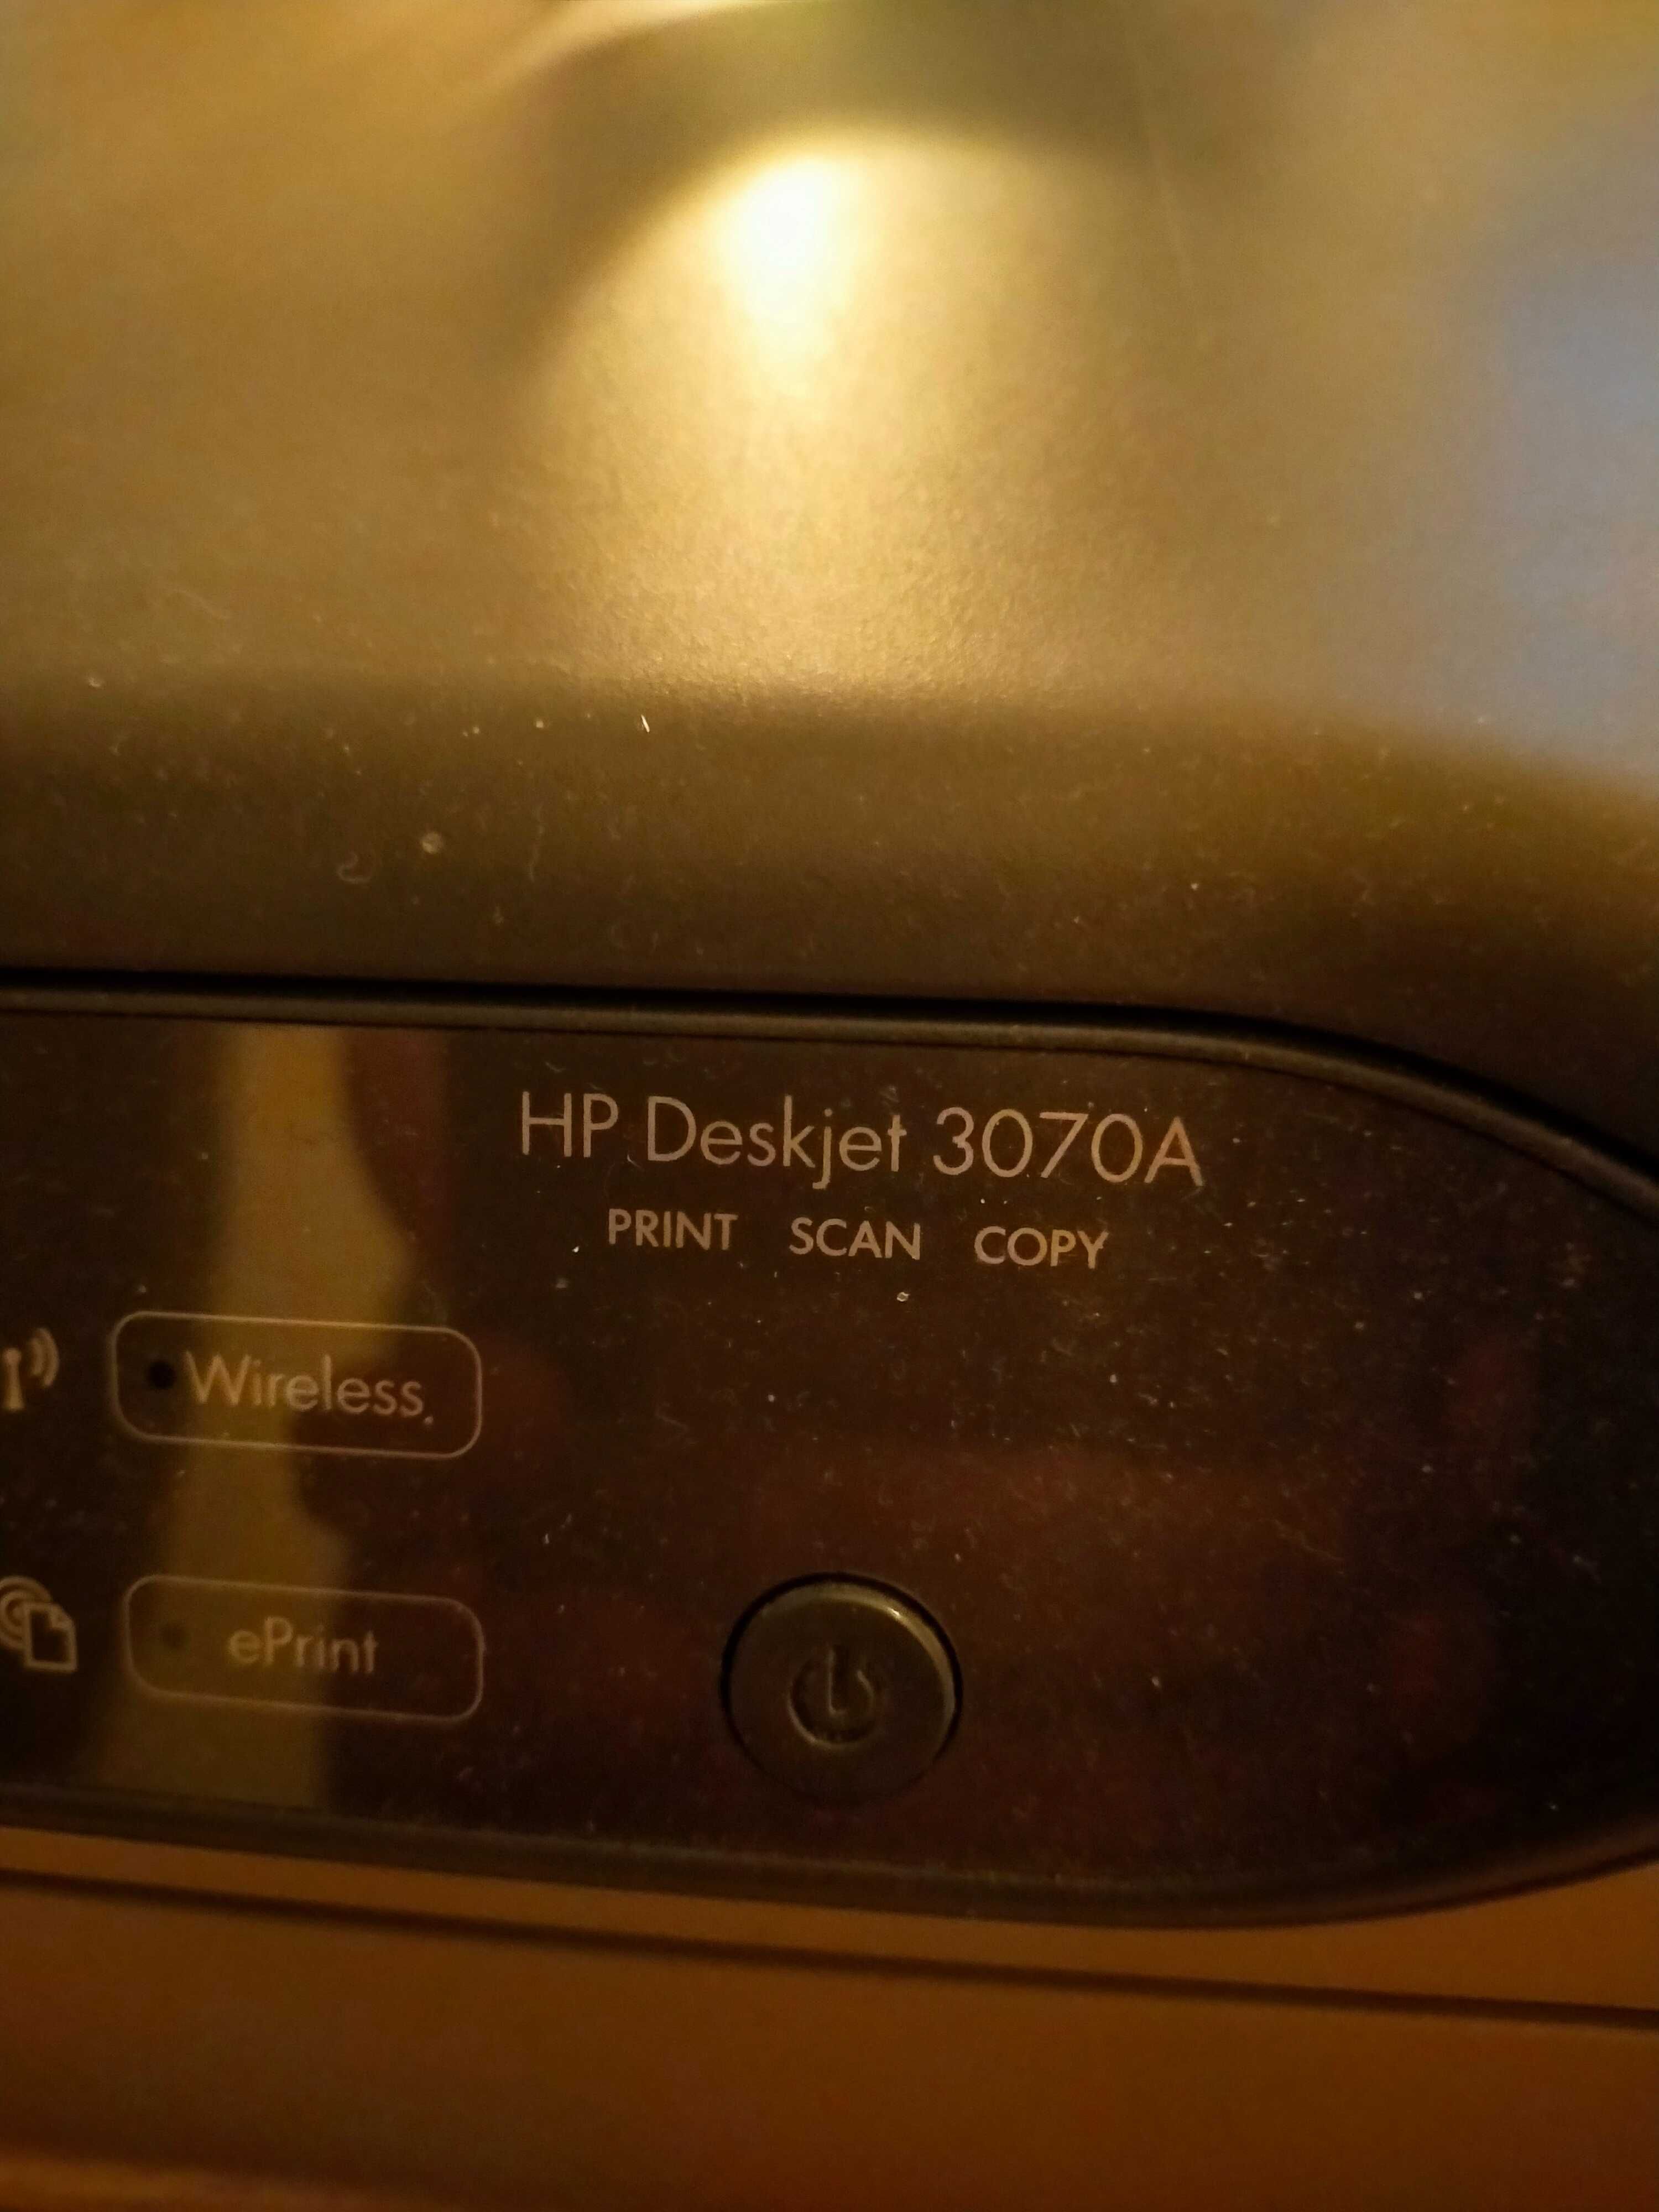 HP Deskjet 3070A
PRINT SCAN COPY
Wireless
ePrint